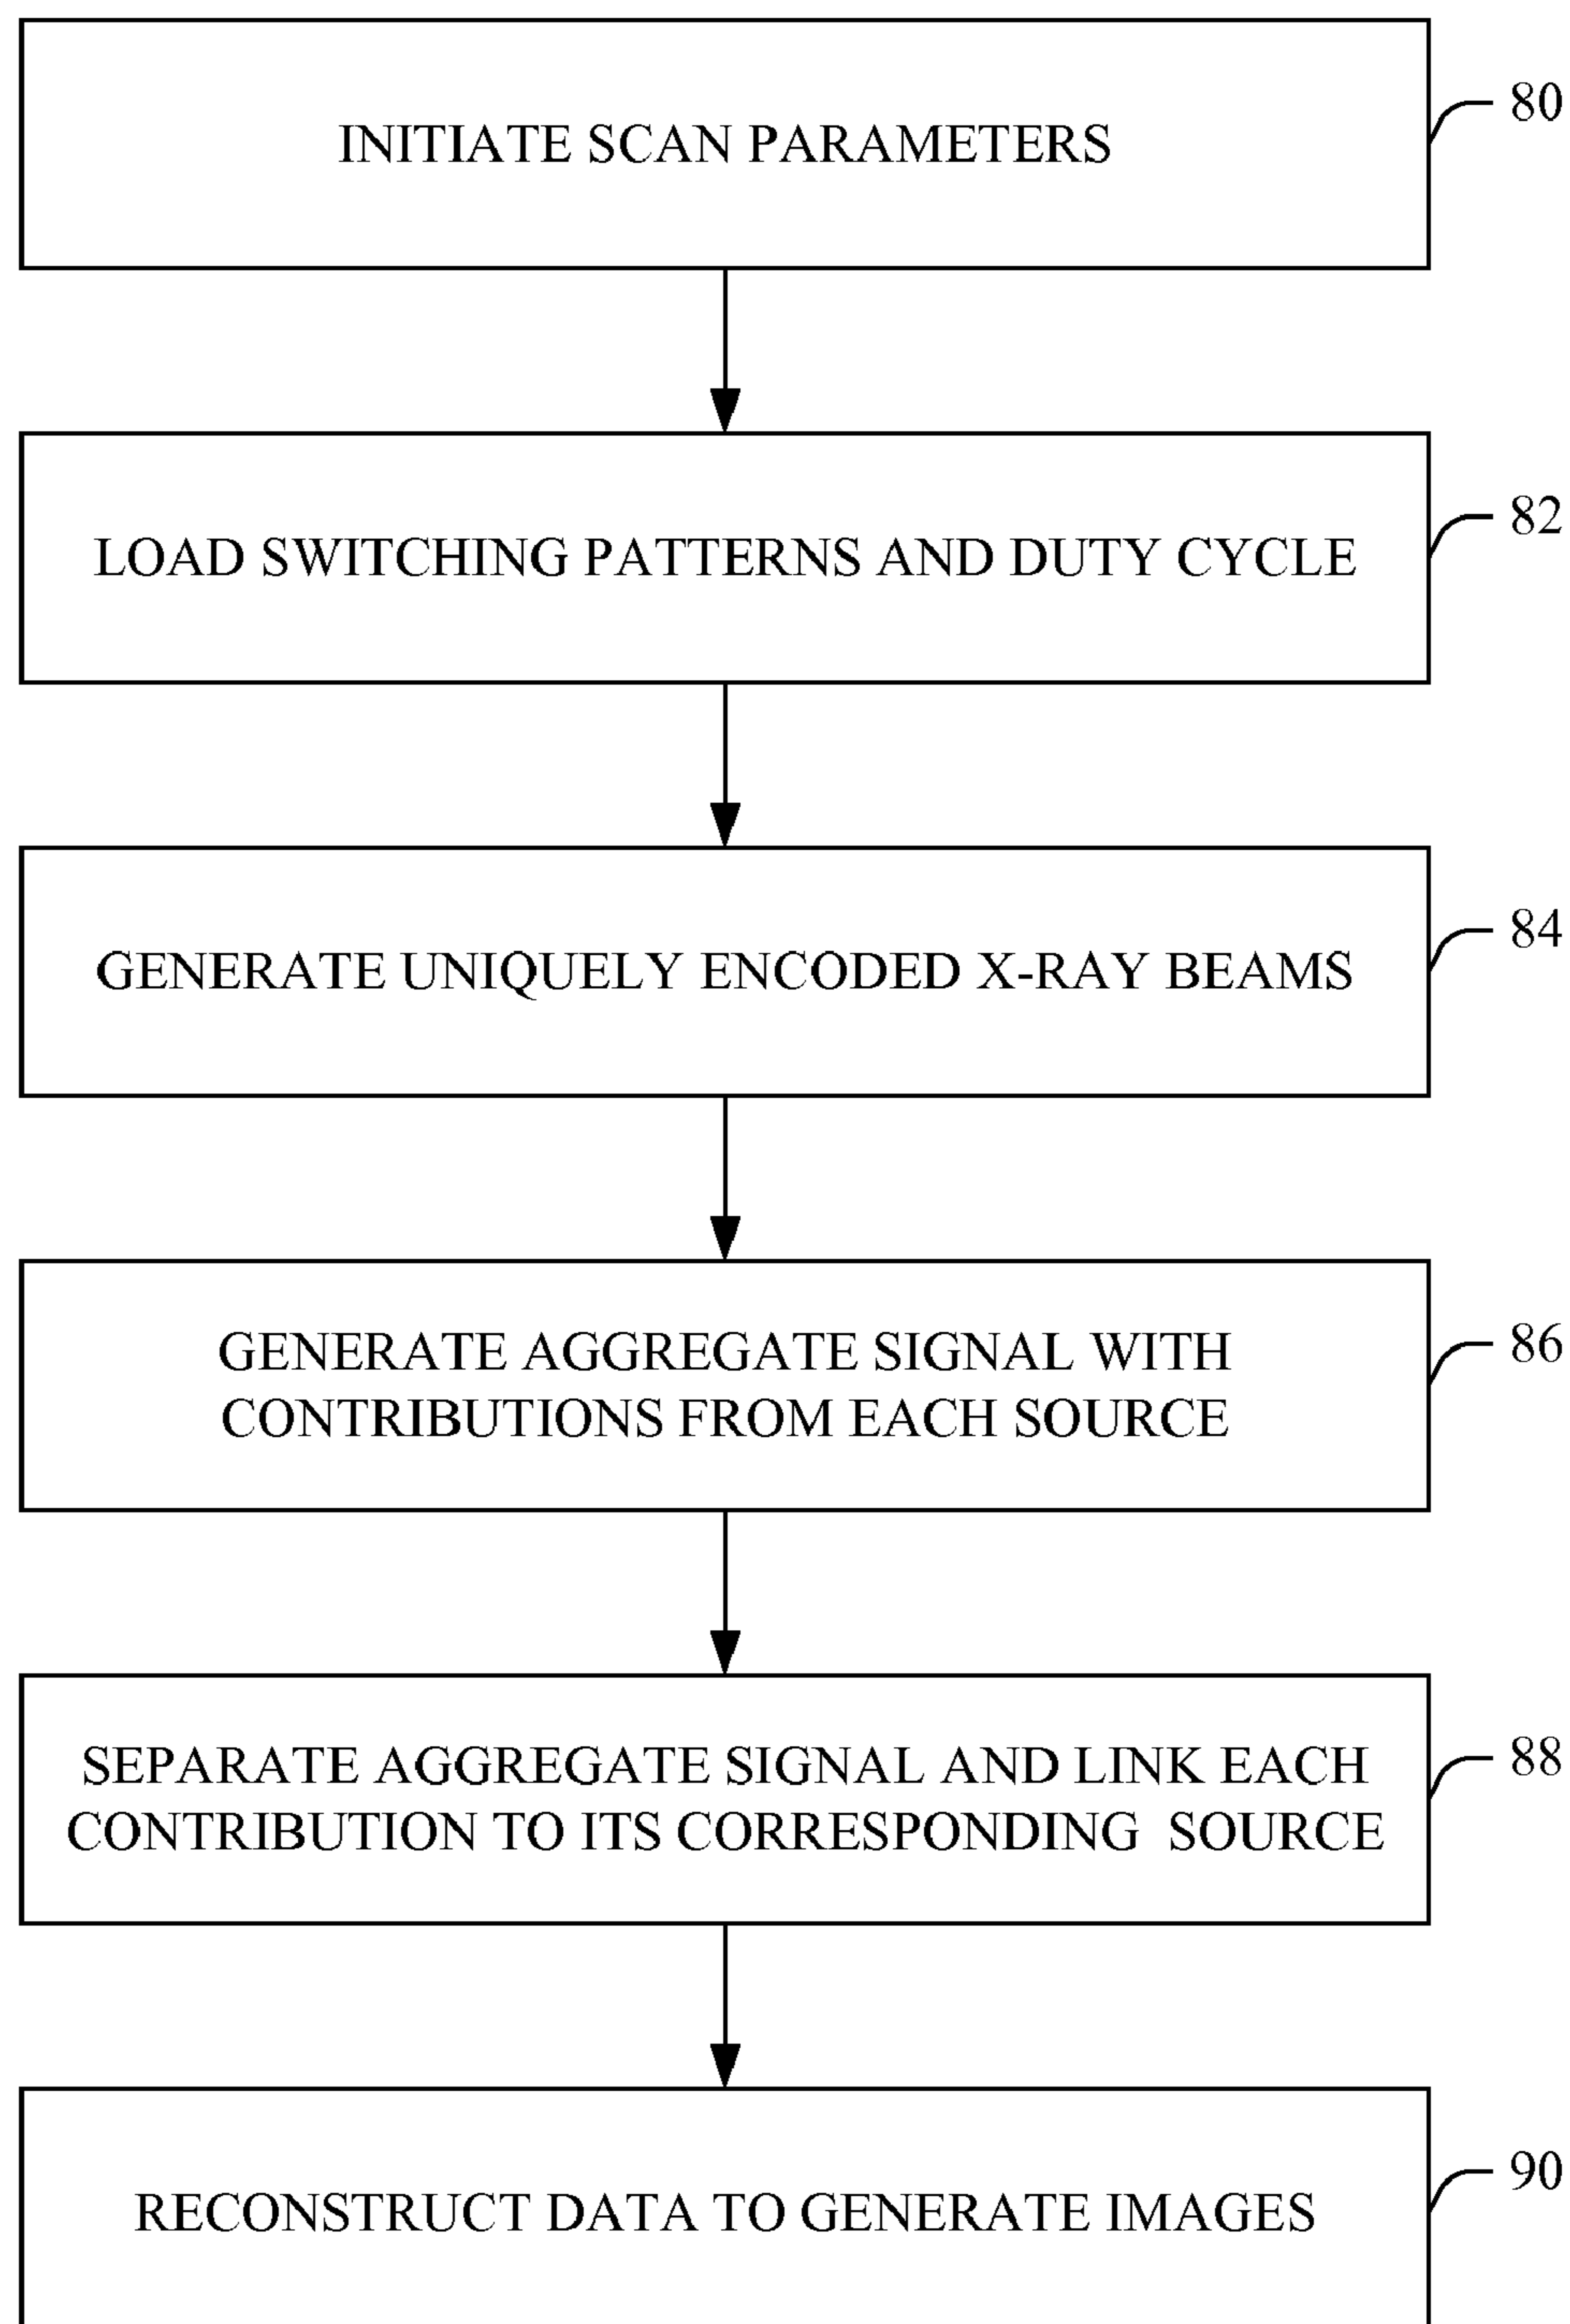 INITIATE SCAN PARAMETERS
80
LOAD SWITCHING PATTERNS AND DUTY CYCLE
82
GENERATE UNIQUELY ENCODED X-RAY BEAMS
84
GENERATE AGGREGATE SIGNAL WITH
CONTRIBUTIONS FROM EACH SOURCE
86
SEPARATE AGGREGATE SIGNAL AND LINK EACH
CONTRIBUTION TO ITS CORRESPONDING SOURCE
88
RECONSTRUCT DATA TO GENERATE IMAGES
90